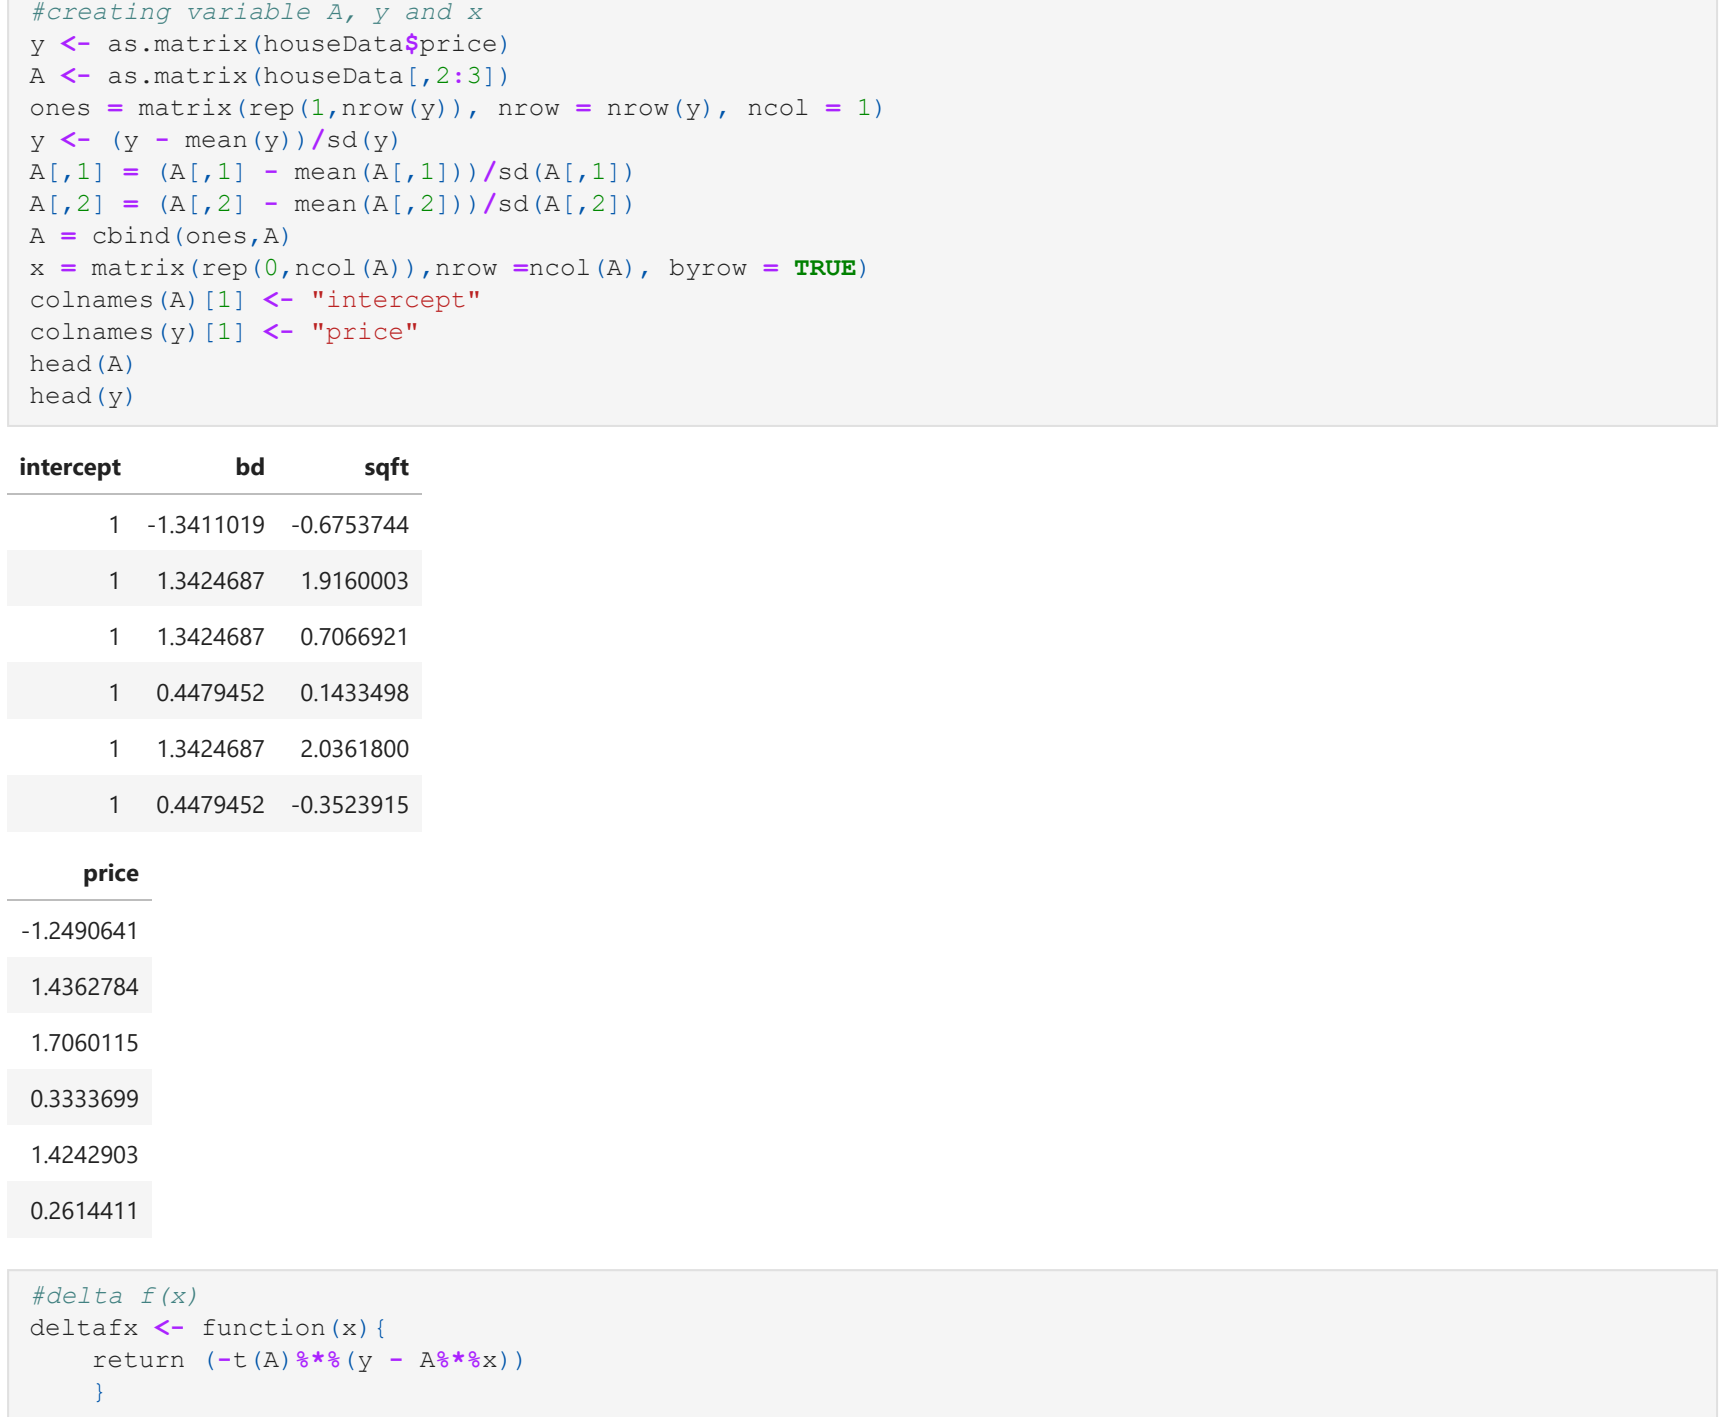 #creating variable A, y and x
y <- as.matrix(houseData$price)
A <- as.matrix(houseData[,2:3])
ones = matrix(rep(1,nrow(y)), nrow = nrow(y), ncol = 1)
y <- (y - mean(y))/sd(y)
A[,1] = (A[,1] - mean(A[,1]))/sd(A[,1])
A[,2] = (A[,2] - mean(A[,2]))/sd(A[,2])
A = cbind(ones,A)
x = matrix(rep(0,ncol(A)),nrow =ncol(A), byrow = TRUE)
colnames(A)[1] <- "intercept"
colnames(y)[1] <- "price"
head(A)
head(y)
intercept bd sqft
1 -1.3411019 -0.6753744
1 1.3424687 1.9160003
1 1.3424687 0.7066921
1 0.4479452 0.1433498
1 1.3424687 2.0361800
1 0.4479452 -0.3523915
price
-1.2490641
1.4362784
1.7060115
0.3333699
1.4242903
0.2614411
#delta f(x)
deltafx <- function(x){
    return (-t(A)%*%(y - A%*%x))
    }